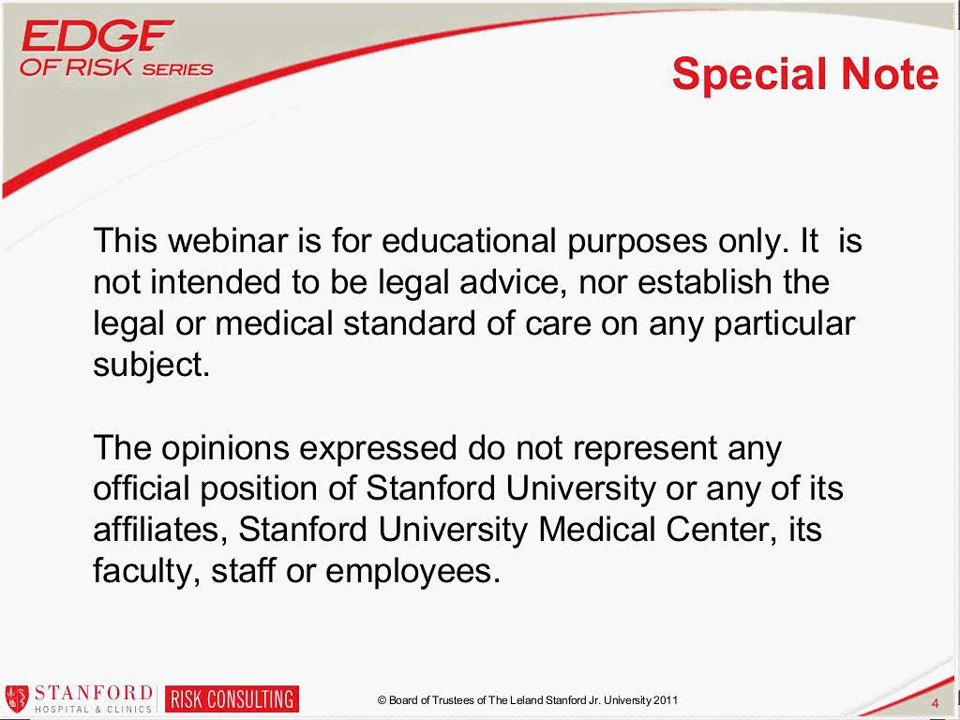 EDGE
OF RISK SERIES
Special Note
This webinar is for educational purposes only. It  is
not intended to be legal advice, nor establish the
legal or medical standard of care on any particular
subject.
The opinions expressed do not represent any
official position of Stanford University or any of its
affiliates, Stanford University Medical Center, its
faculty, staff or employees.
STANFORD
HOSPITAL & CLINICS
RISK CONSULTING
© Board of Trustees of The Leland Stanford Jr. University 2011
4